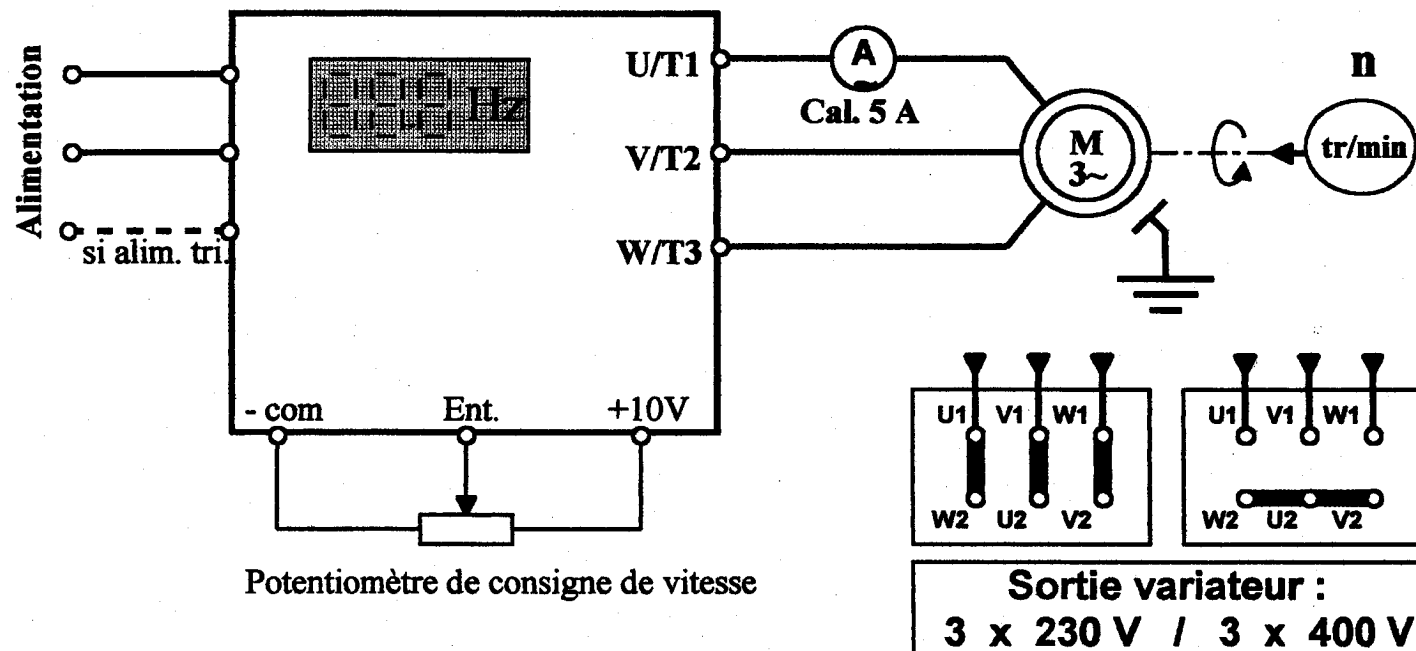 Alimentation
si alim. tri.
888 Hz
U/T1
V/T2
W/T3
A
~
Cal. 5 A
M
3~
n
tr/min
- com
Ent.
+10V
Potentiomètre de consigne de vitesse
U1 V1 W1
W2 U2 V2
U1 V1 W1
W2 U2 V2
Sortie variateur :
3 x 230 V / 3 x 400 V